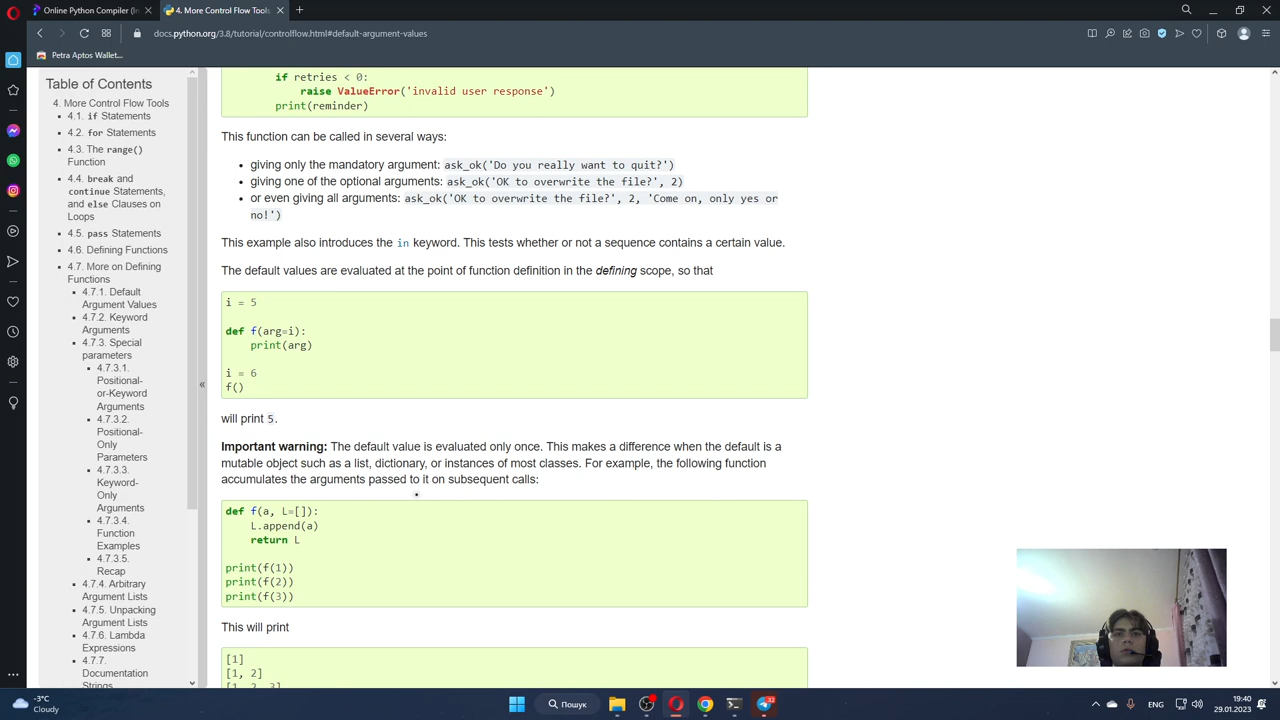 Online Python Compiler (In
4. More Control Flow Tools
docs.python.org/3.8/tutorial/controlflow.html#default-argument-values
Petra Aptos Wallet...
Table of Contents
4. More Control Flow Tools
4.1. if Statements
4.2. for Statements
4.3. The range()
Function
4.4. break and
continue Statements,
and else Clauses on
Loops
4.5. pass Statements
4.6. Defining Functions
4.7. More on Defining
Functions
4.7.1. Default
Argument Values
4.7.2. Keyword
Arguments
4.7.3. Special
parameters
4.7.3.1.
Positional-
or-Keyword
Arguments
4.7.3.2.
Positional-
Only
Parameters
4.7.3.3.
Keyword-
Only
Arguments
4.7.3.4.
Function
Examples
4.7.3.5.
Recap
4.7.4. Arbitrary
Argument Lists
4.7.5. Unpacking
Argument Lists
4.7.6. Lambda
Expressions
4.7.7.
Documentation
Strings
«
if retries < 0:
raise ValueError('invalid user response')
print(reminder)
This function can be called in several ways:
• giving only the mandatory argument: ask_ok('Do you really want to quit?')
• giving one of the optional arguments: ask_ok('OK to overwrite the file?', 2)
• or even giving all arguments: ask_ok('OK to overwrite the file?', 2, 'Come on, only yes or
no!')
This example also introduces the in keyword. This tests whether or not a sequence contains a certain value.
The default values are evaluated at the point of function definition in the defining scope, so that
i = 5
def f(arg=i):
print(arg)
i = 6
f()
will print 5.
Important warning: The default value is evaluated only once. This makes a difference when the default is a
mutable object such as a list, dictionary, or instances of most classes. For example, the following function
accumulates the arguments passed to it on subsequent calls:
def f(a, L=[]):
L.append(a)
return L
print(f(1))
print(f(2))
print(f(3))
This will print
[1]
[1, 2]
[1, 2, 3]
-3°C
Cloudy
Пошук
32
ENG
19:40
29.01.2023